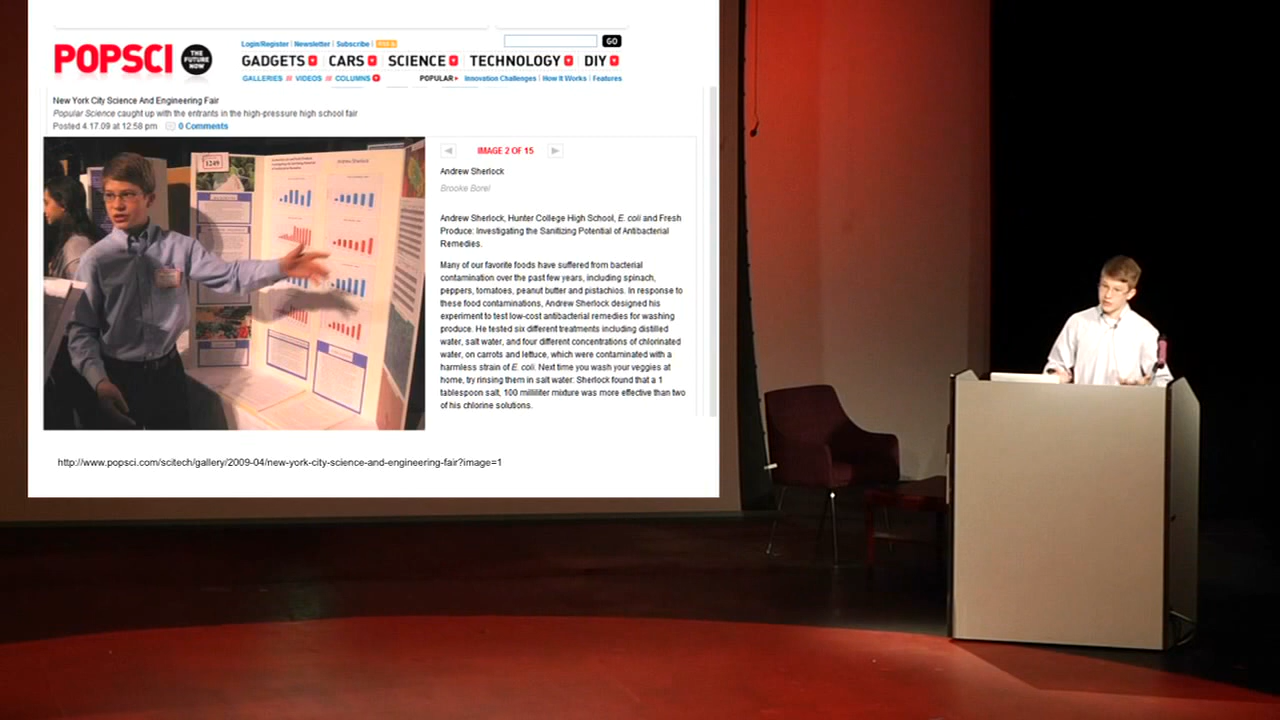 Login/Register | Newsletter | Subscribe |
GO
POPSCI
THE FUTURE NOW
GADGETS CARS SCIENCE TECHNOLOGY DIY
GALLERIES /// VIDEOS /// COLUMNS
POPULAR Innovation Challenges | How It Works | Features
New York City Science And Engineering Fair
Popular Science caught up with the entrants in the high-pressure high school fair
Posted 4.17.09 at 12:58 pm 0 Comments
1249
Andrew Sherlock
IMAGE 2 OF 15
Andrew Sherlock
Brooke Borel
Andrew Sherlock, Hunter College High School, E. coli and Fresh
Produce: Investigating the Sanitizing Potential of Antibacterial
Remedies.
Many of our favorite foods have suffered from bacterial
contamination over the past few years, including spinach,
peppers, tomatoes, peanut butter and pistachios. In response to
these food contaminations, Andrew Sherlock designed his
experiment to test low-cost antibacterial remedies for washing
produce. He tested six different treatments including distilled
water, salt water, and four different concentrations of chlorinated
water, on carrots and lettuce, which were contaminated with a
harmless strain of E. coli. Next time you wash your veggies at
home, try rinsing them in salt water. Sherlock found that a 1
tablespoon salt, 100 milliliter mixture was more effective than two
of his chlorine solutions.
http://www.popsci.com/scitech/gallery/2009-04/new-york-city-science-and-engineering-fair?image=1